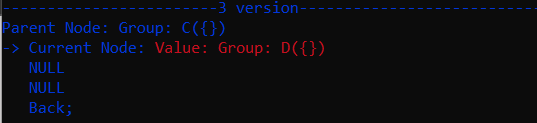 ------------------------3 version--------------------------
Parent Node: Group: C({})
-> Current Node: Value: Group: D({})
   NULL
   NULL
   Back;